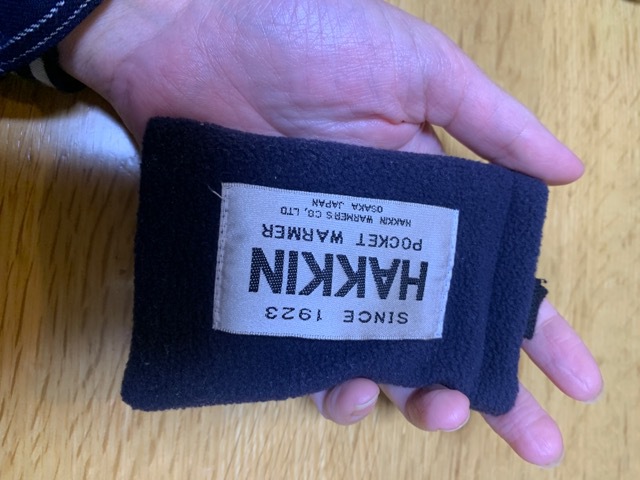 SINCE 1923
HAKKIN
POCKET WARMER
HAKKIN WARMERS CO., LTD
OSAKA JAPAN